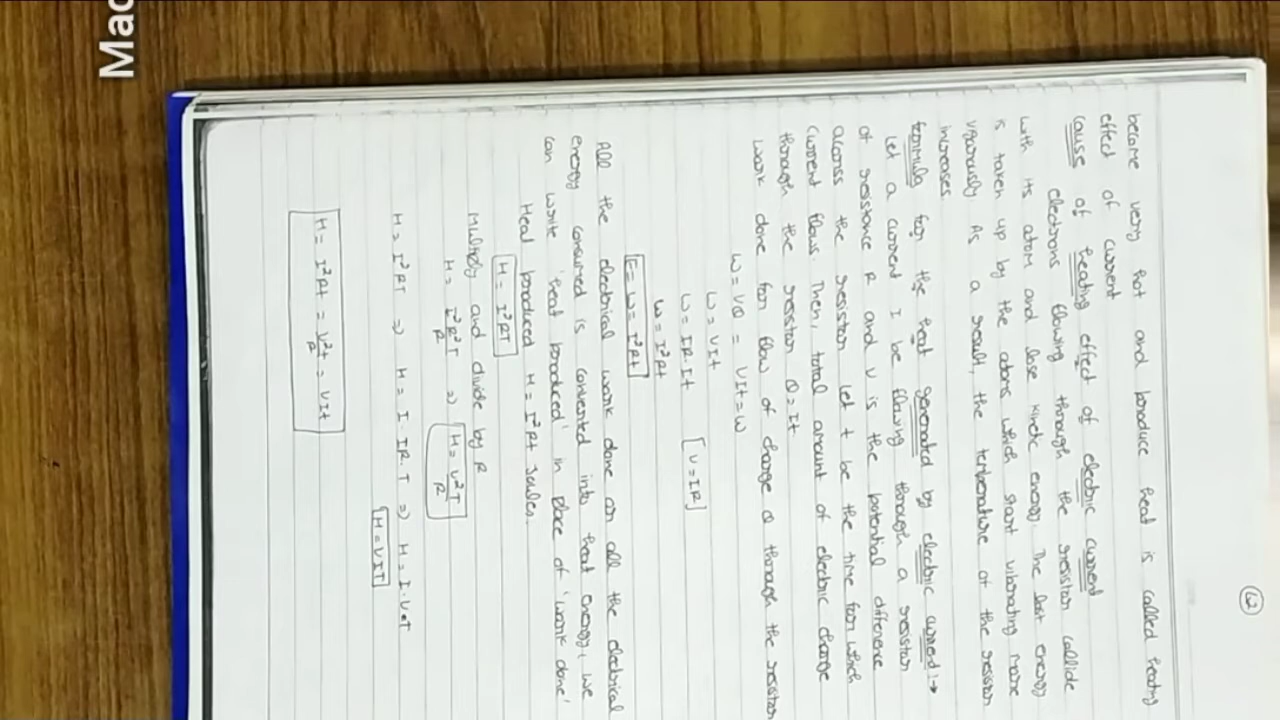 (2)
become very hot and produce heat is called heating
effect of current
cause of heating effect of electric current
electrons flowing through the resistor collide
with its atom and lose kinetic energy. The lost energy
is taken up by the atoms which start vibrating more
vigorously As a result, the temperature of the resistor
increases
formula for the heat generated by electric current :→
Let a current I be flowing through a resistor
of resistance R and V is the potential difference
across the resistor let t be the time for which
current flows. Then, total amount of electric charge
through the resistor Q = It
work done for flow of charge Q through the resistor
W = VQ = VIt = W
W = VIt
W = IR. It [V = IR]
W = I²Rt
E = W = I²Rt
All the electrical work done or all the electrical
energy consumed is converted into heat energy, we
can write 'heat produced' in place of 'work done'
Heat produced H = I²Rt Joules.
H = I²RT
Multiply and divide by R
H = I²R²T/R ⇒ H = V²T/R
H = I²RT ⇒ H = I. IR. T ⇒ H = I. V. T
H = VIT
H = I²Rt = V²t/R = VIt
Mad